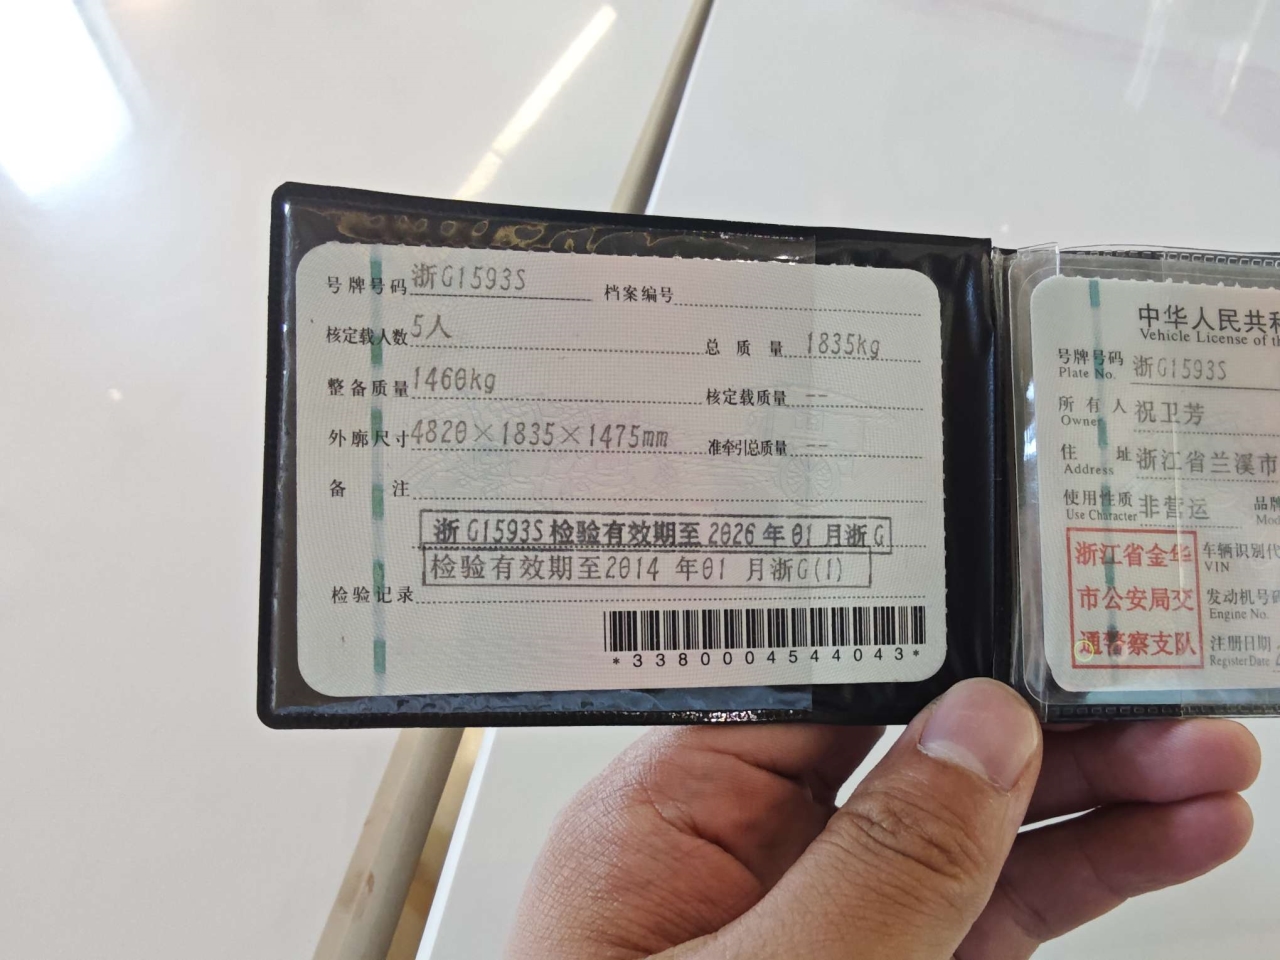 号牌号码 浙G1593S 档案编号
核定载人数 5人 总质量 1835kg
整备质量 1460kg 核定载质量 --
外廓尺寸 4820×1835×1475mm 准牵引总质量 --
备注
浙G1593S检验有效期至2026年01月浙G
检验有效期至2014年01月浙G(1)
检验记录
*3380004544043*
中华人民共和
Vehicle License of th
号牌号码 浙G1593S
Plate No.
所有人 祝卫芳
Owner
住址 浙江省兰溪市
Address
使用性质 非营运 品牌
Use Character Mod
浙江省金华
市公安局交
通警察支队
车辆识别代
VIN
发动机号码
Engine No.
注册日期
Register Date